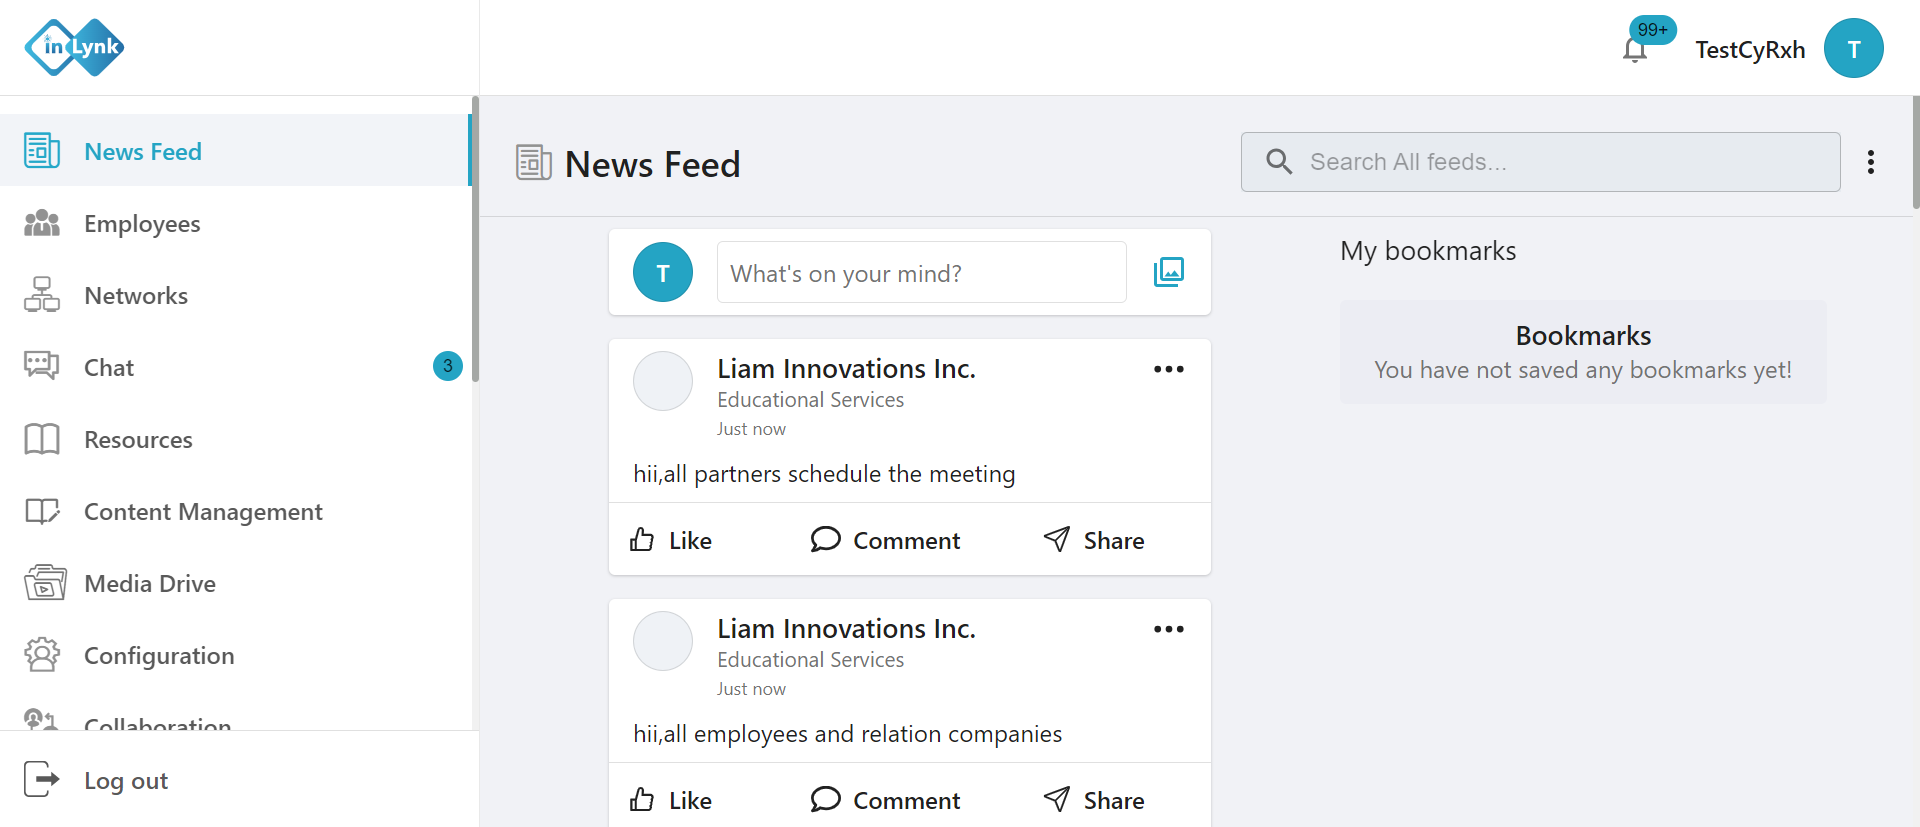 in Lynk
99+
TestCyRxh
T
News Feed
Employees
Networks
Chat
3
Resources
Content Management
Media Drive
Configuration
Collaboration
Log out
News Feed
Search All feeds...
T
What's on your mind?
Liam Innovations Inc.
Educational Services
Just now
hii,all partners schedule the meeting
Like
Comment
Share
Liam Innovations Inc.
Educational Services
Just now
hii,all employees and relation companies
Like
Comment
Share
My bookmarks
Bookmarks
You have not saved any bookmarks yet!